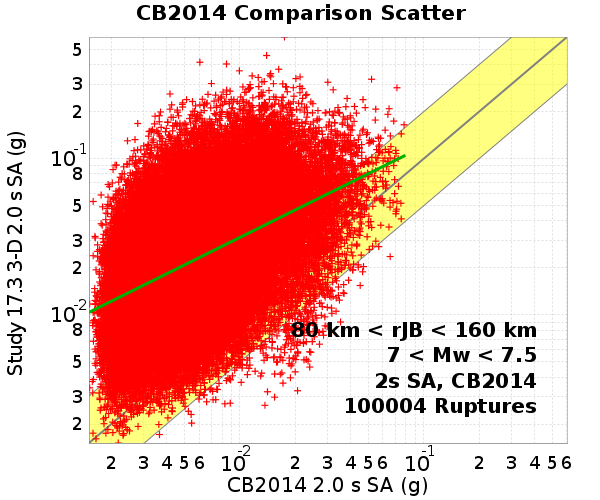 CB2014 Comparison Scatter
Study 17.3 3-D 2.0 s SA (g)
5
3
2
10-1
8
5
3
2
10-2
8
5
3
2
80 km < rJB < 160 km
7 < Mw < 7.5
2s SA, CB2014
100004 Ruptures
2 3 4 5 6 10-2 2 3 4 5 6 10-1 2 3 4 5 6
CB2014 2.0 s SA (g)